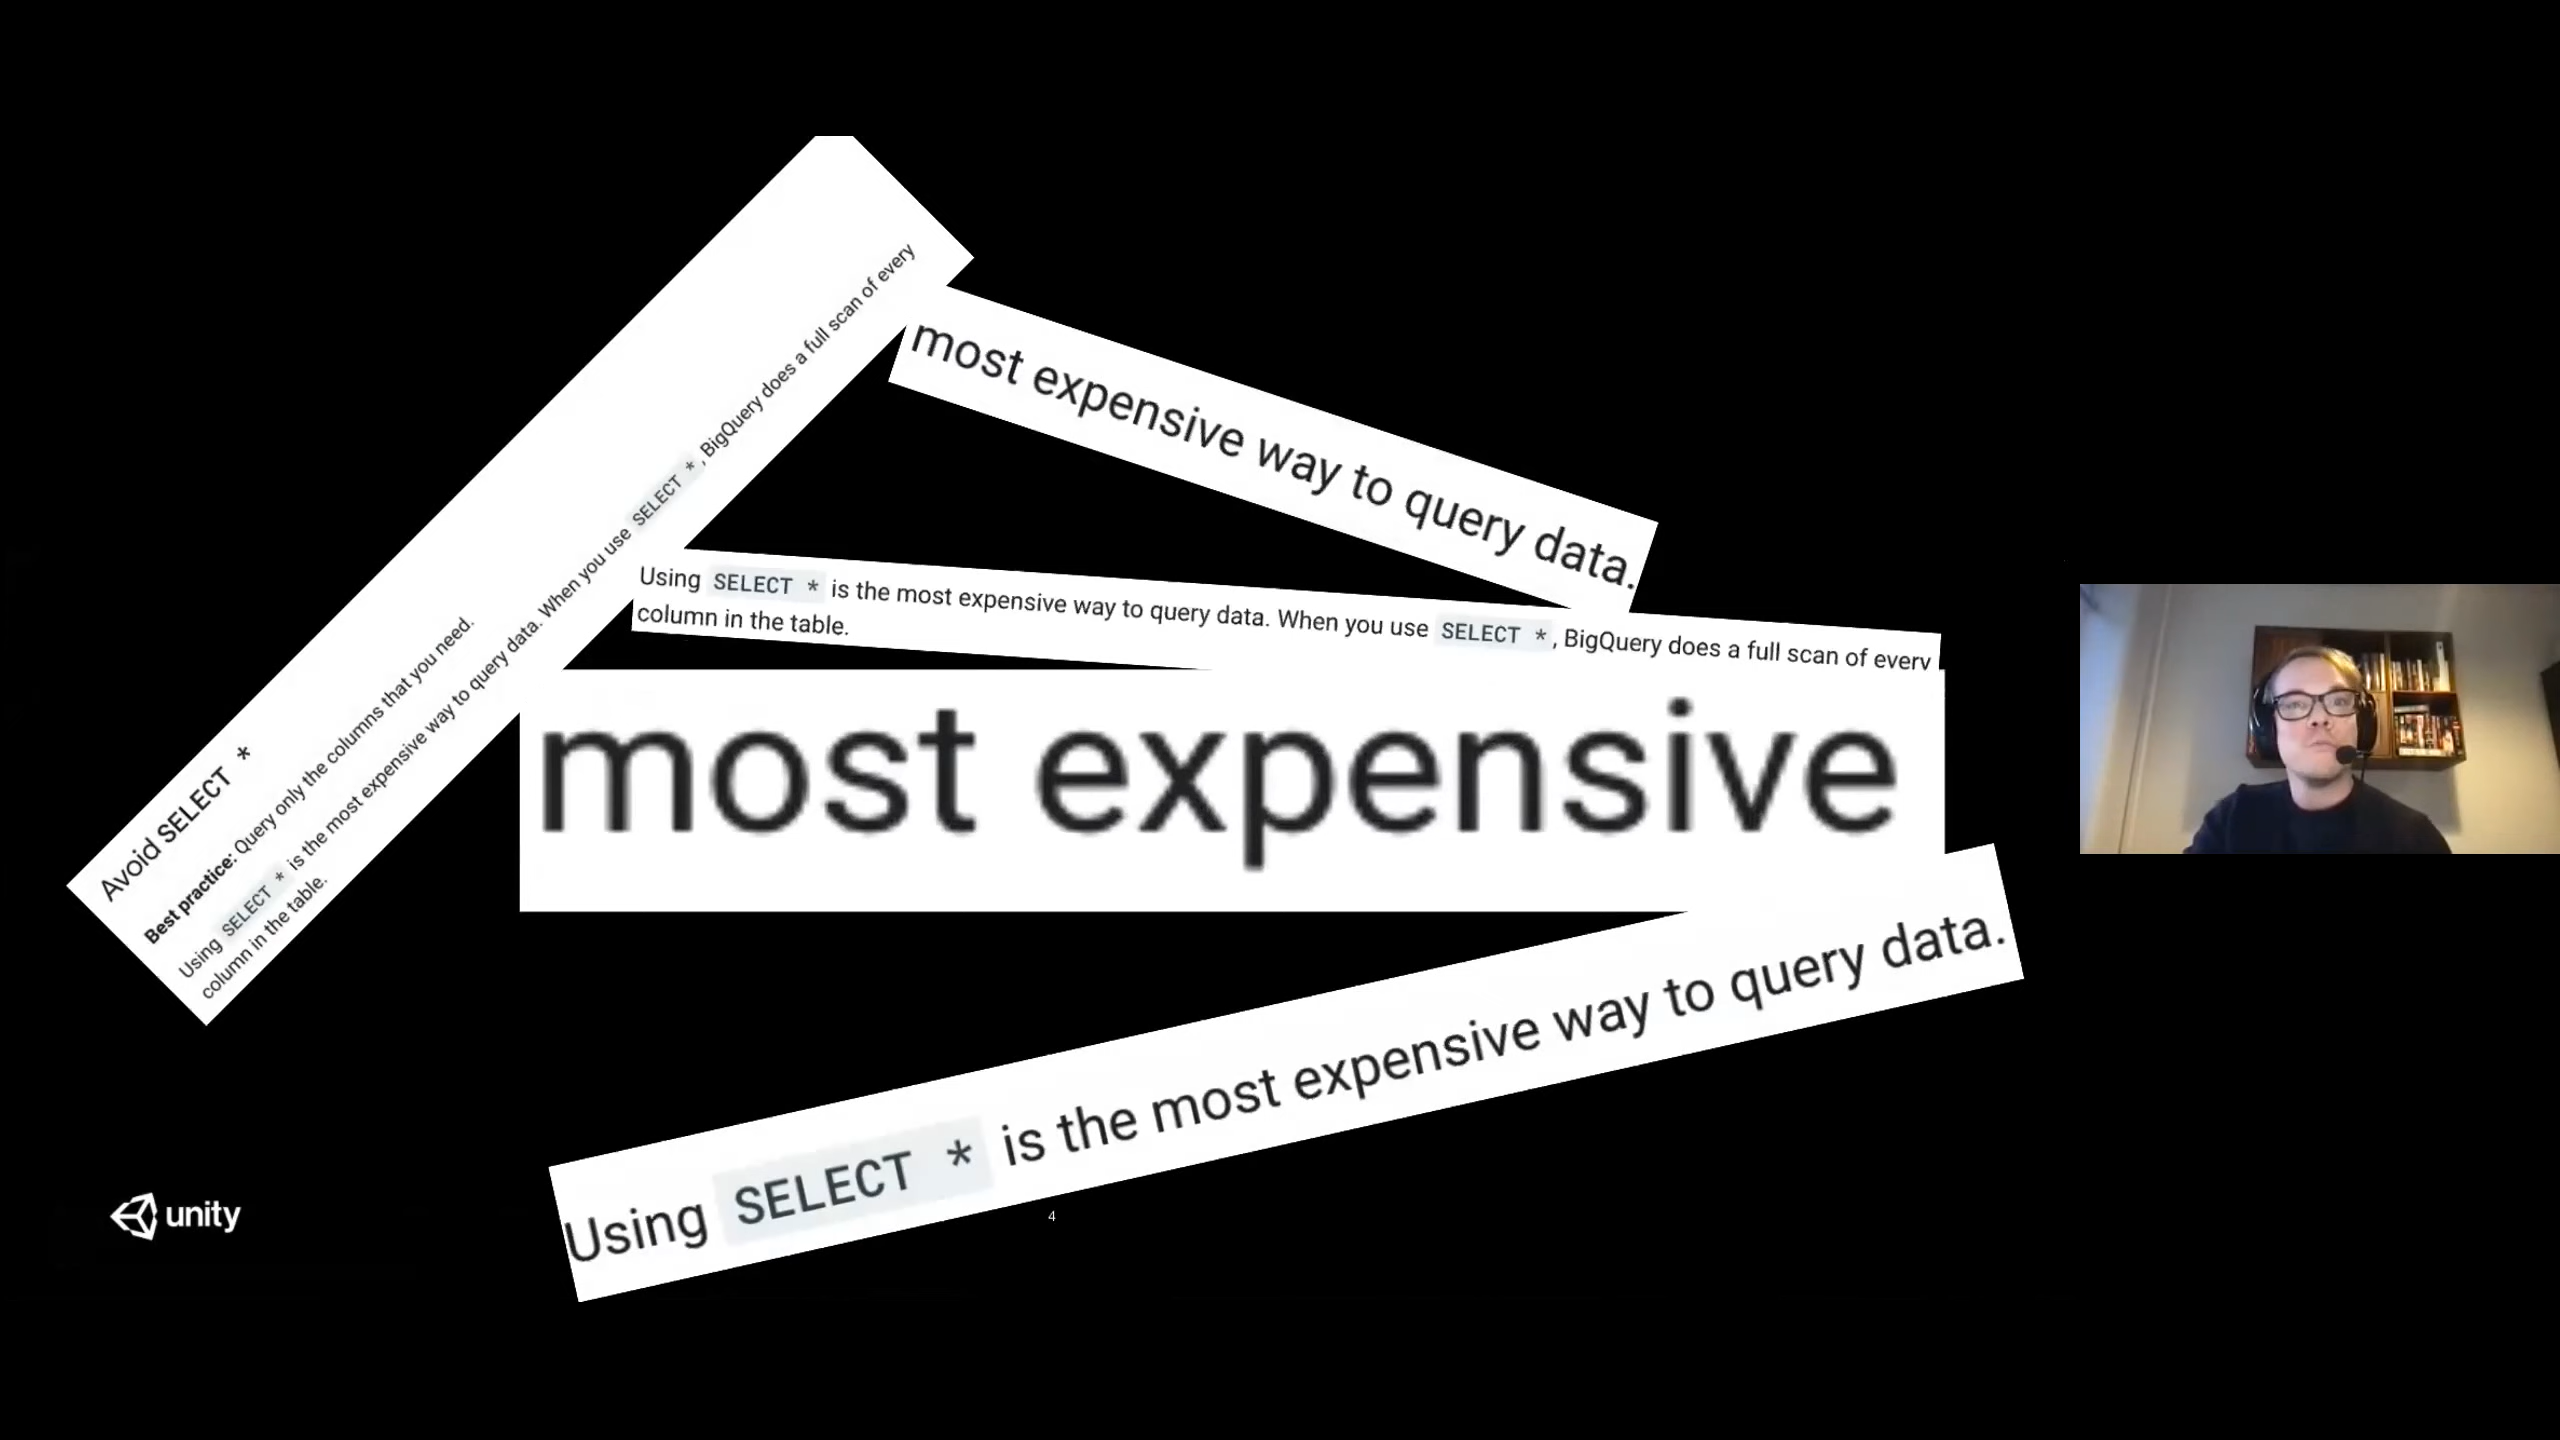 Avoid SELECT *
Best practice: Query only the columns that you need.
Using SELECT * is the most expensive way to query data. When you use SELECT *, BigQuery does a full scan of every
column in the table.
most expensive way to query data.
Using SELECT * is the most expensive way to query data. When you use SELECT *, BigQuery does a full scan of every
column in the table.
most expensive
Using SELECT * is the most expensive way to query data.
unity
4